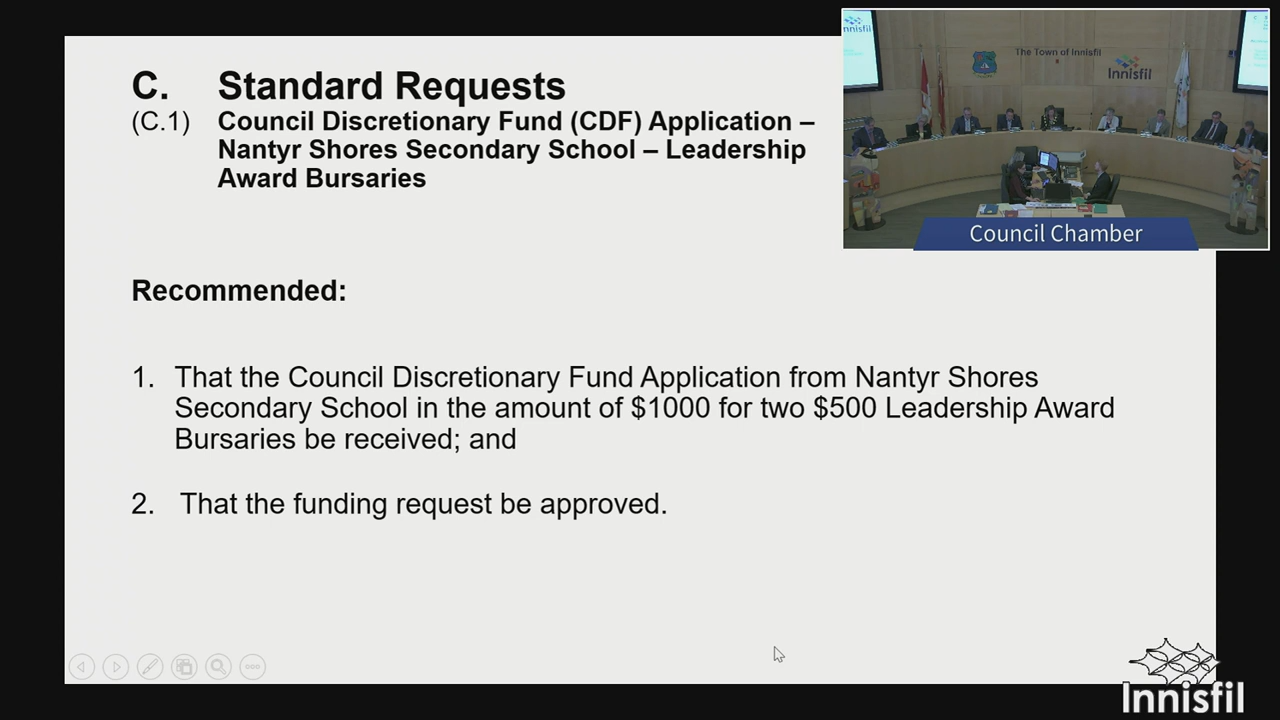 C. Standard Requests
(C.1) Council Discretionary Fund (CDF) Application –
Nantyr Shores Secondary School – Leadership
Award Bursaries
Recommended:
1. That the Council Discretionary Fund Application from Nantyr Shores
Secondary School in the amount of $1000 for two $500 Leadership Award
Bursaries be received; and
2. That the funding request be approved.
innisfil
The Town of Innisfil
Innisfil
Council Chamber
Innisfil